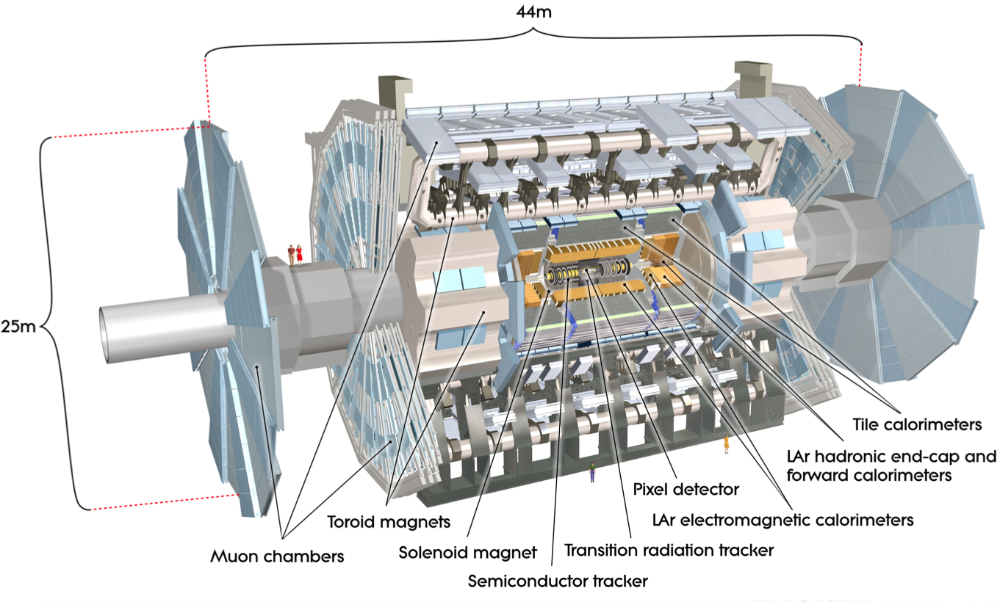 44m
25m
Tile calorimeters
LAr hadronic end-cap and
forward calorimeters
Pixel detector
LAr electromagnetic calorimeters
Toroid magnets
Muon chambers
Solenoid magnet
Transition radiation tracker
Semiconductor tracker